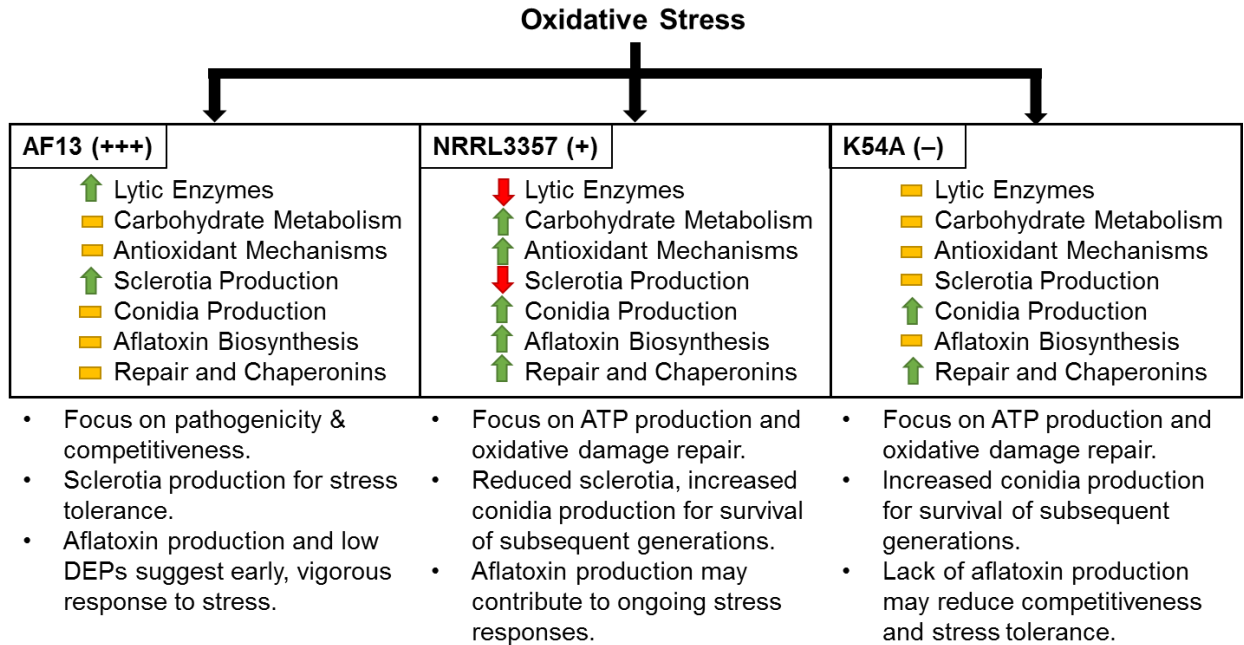 Oxidative Stress
AF13 (+++)
Lytic Enzymes
Carbohydrate Metabolism
Antioxidant Mechanisms
Sclerotia Production
Conidia Production
Aflatoxin Biosynthesis
Repair and Chaperonins
• Focus on pathogenicity &
competitiveness.
• Sclerotia production for stress
tolerance.
• Aflatoxin production and low
DEPs suggest early, vigorous
response to stress.
NRRL3357 (+)
Lytic Enzymes
Carbohydrate Metabolism
Antioxidant Mechanisms
Sclerotia Production
Conidia Production
Aflatoxin Biosynthesis
Repair and Chaperonins
• Focus on ATP production and
oxidative damage repair.
• Reduced sclerotia, increased
conidia production for survival
of subsequent generations.
• Aflatoxin production may
contribute to ongoing stress
responses.
K54A (–)
Lytic Enzymes
Carbohydrate Metabolism
Antioxidant Mechanisms
Sclerotia Production
Conidia Production
Aflatoxin Biosynthesis
Repair and Chaperonins
• Focus on ATP production and
oxidative damage repair.
• Increased conidia production
for survival of subsequent
generations.
• Lack of aflatoxin production
may reduce competitiveness
and stress tolerance.